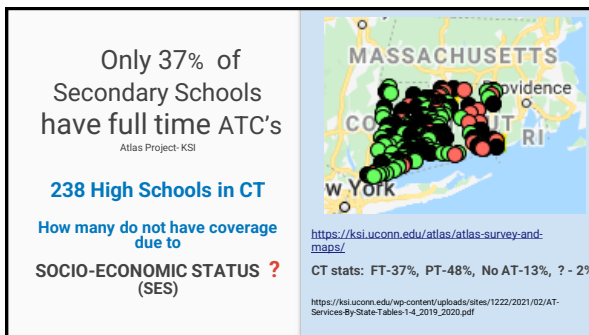 Only 37% of
Secondary Schools
have full time ATC's
Atlas Project- KSI
238 High Schools in CT
How many do not have coverage
due to
SOCIO-ECONOMIC STATUS ?
(SES)
MASSACHUSETTS
ovidence
CO
UT
RI
w York
https://ksi.uconn.edu/atlas/atlas-survey-and-
maps/
CT stats: FT-37%, PT-48%, No AT-13%, ? - 2%
https://ksi.uconn.edu/wp-content/uploads/sites/1222/2021/02/AT-
Services-By-State-Tables-1-4_2019_2020.pdf